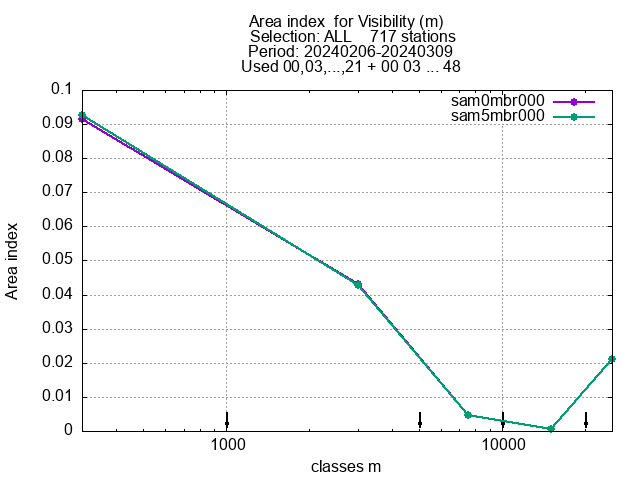 Area index  for Visibility (m)
Selection: ALL    717 stations
Period: 20240206-20240309
Used 00,03,...,21 + 00 03 ... 48
sam0mbr000
sam5mbr000
0.1
0.09
0.08
0.07
0.06
0.05
0.04
0.03
0.02
0.01
0
Area index
1000
10000
classes m